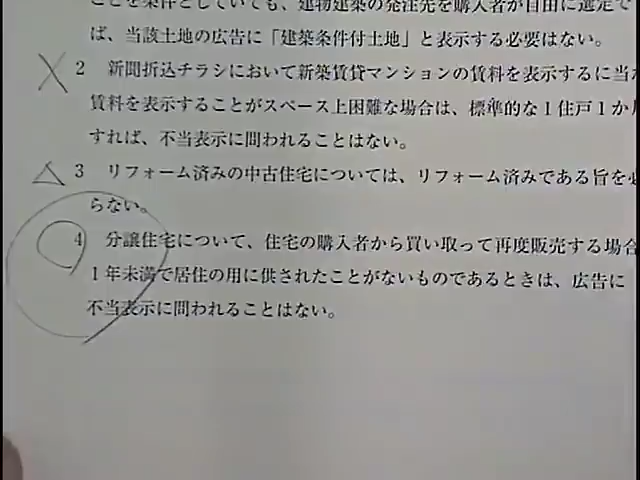 ことを条件としていても、建物建築の発注先を購入者が自由に選定で
ば、当該土地の広告に「建築条件付土地」と表示する必要はない。
2 新聞折込チラシにおいて新築賃貸マンションの賃料を表示するに当
賃料を表示することがスペース上困難な場合は、標準的な1住戸1か
すれば、不当表示に問われることはない。
3 リフォーム済みの中古住宅については、リフォーム済みである旨を必
らない。
4 分譲住宅について、住宅の購入者から買い取って再度販売する場合
1年未満で居住の用に供されたことがないものであるときは、広告に
不当表示に問われることはない。